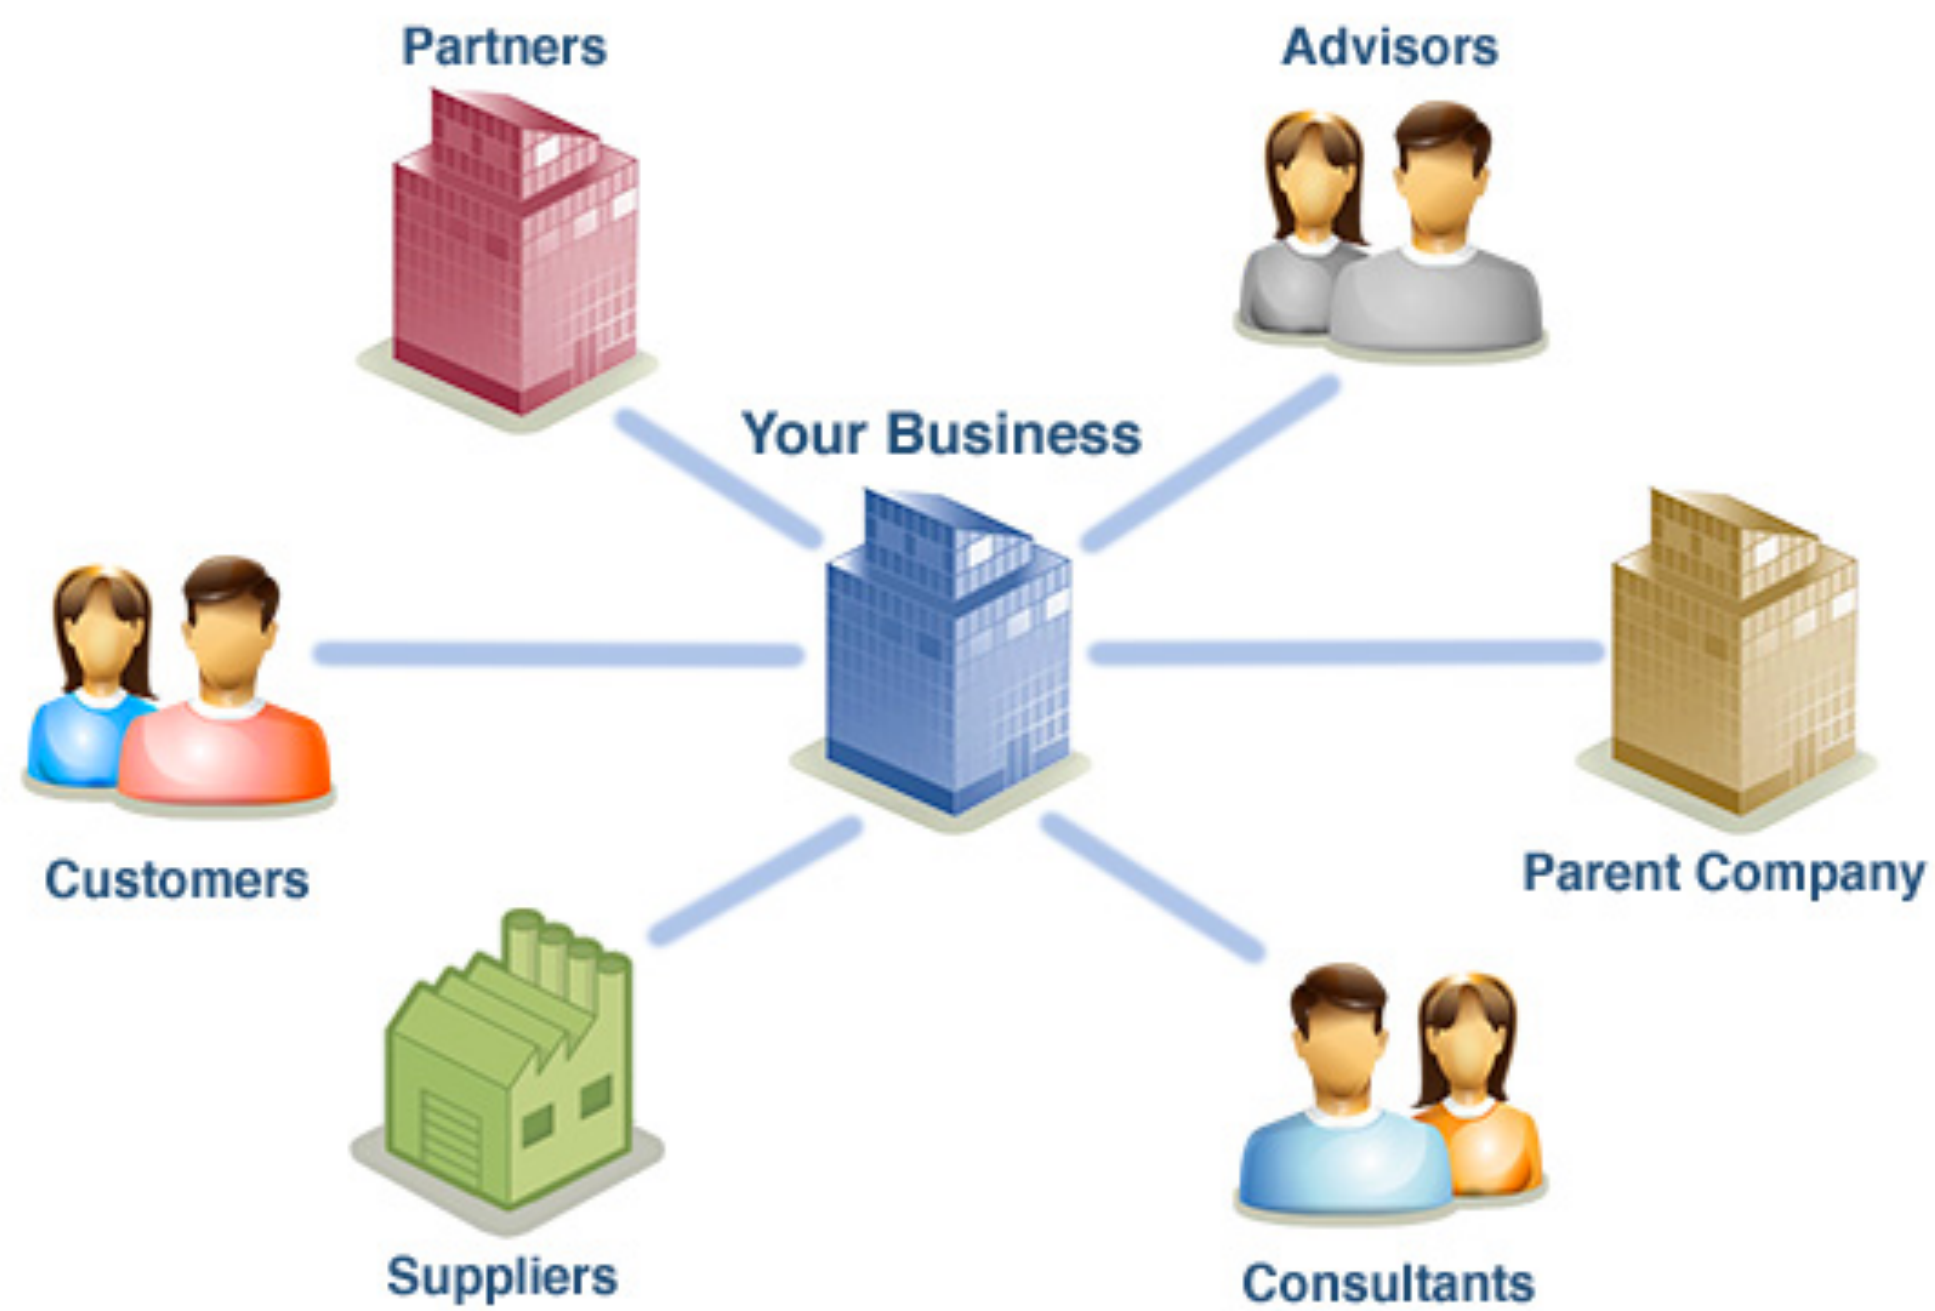 Partners
Advisors
Your Business
Customers
Parent Company
Suppliers
Consultants